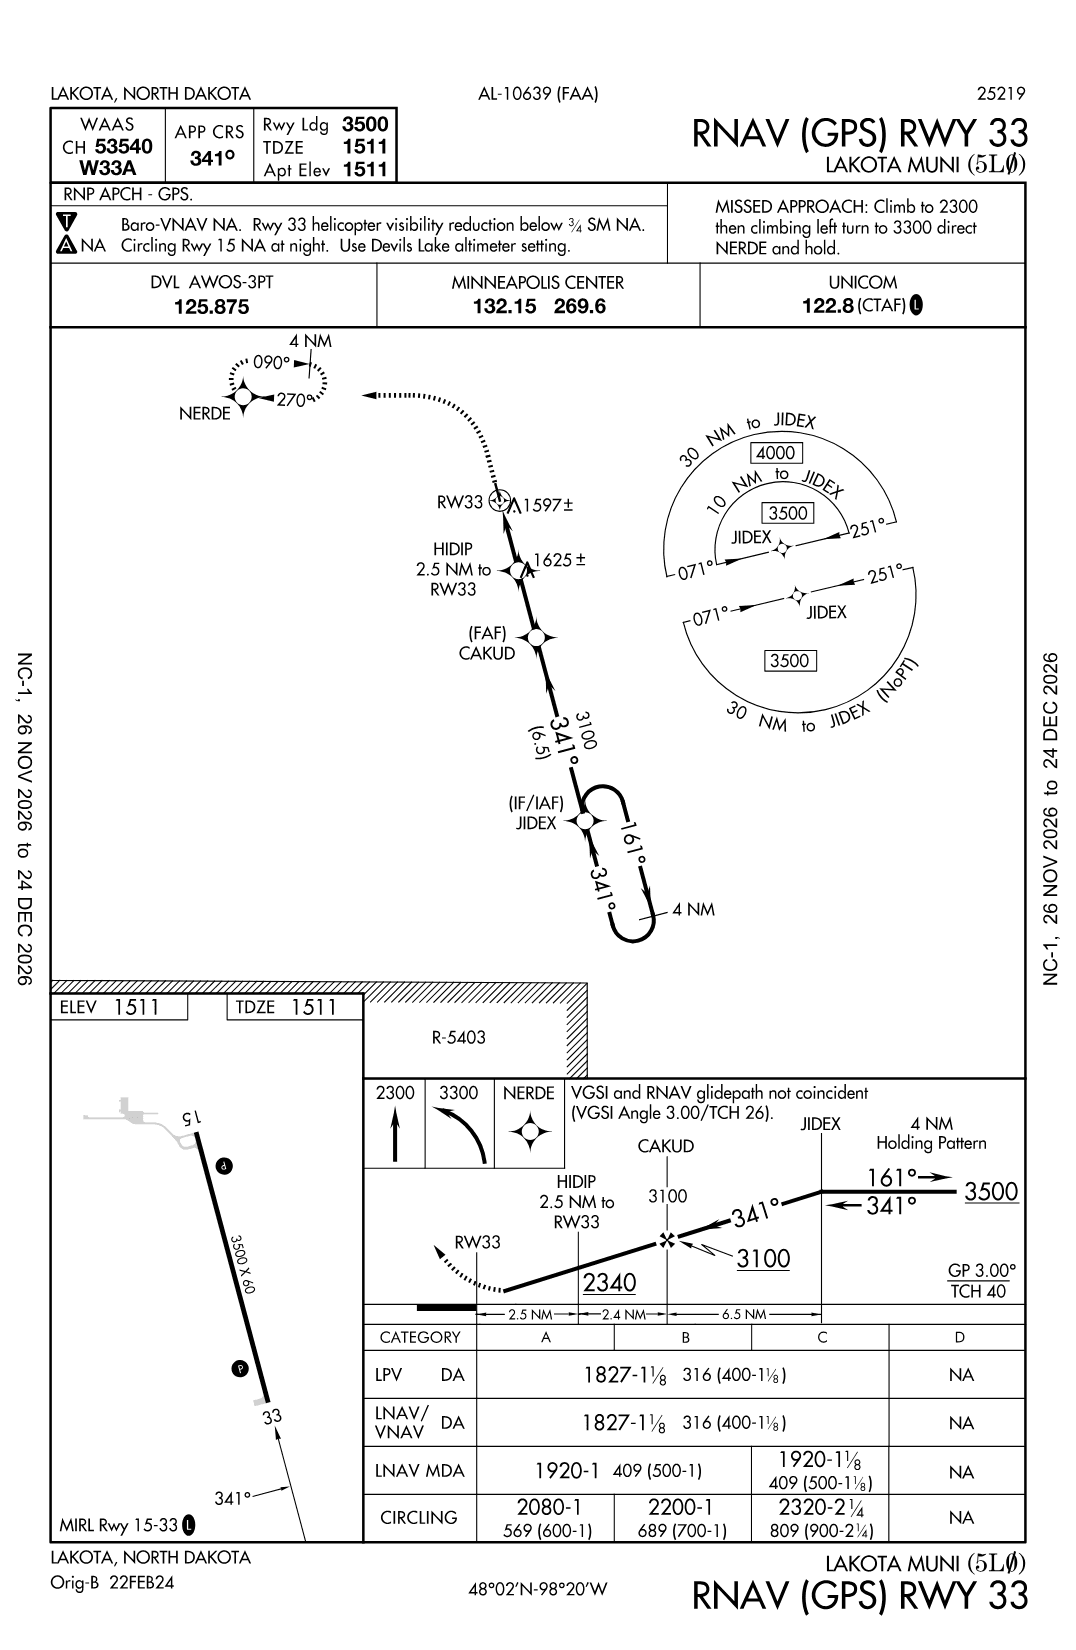 LAKOTA, NORTH DAKOTA
AL-10639 (FAA)
25219
WAAS
CH 53540
W33A
APP CRS
341°
Rwy Ldg 3500
TDZE 1511
Apt Elev 1511
RNAV (GPS) RWY 33
LAKOTA MUNI (5LØ)
RNP APCH - GPS.
T
A NA
Baro-VNAV NA. Rwy 33 helicopter visibility reduction below ¾ SM NA.
Circling Rwy 15 NA at night. Use Devils Lake altimeter setting.
MISSED APPROACH: Climb to 2300
then climbing left turn to 3300 direct
NERDE and hold.
DVL AWOS-3PT
125.875
MINNEAPOLIS CENTER
132.15 269.6
UNICOM
122.8 (CTAF) L
4 NM
090°
270°
NERDE
RW33
1597±
HIDIP
2.5 NM to
RW33
1625±
(FAF)
CAKUD
3100
341°
(6.5)
(IF/IAF)
JIDEX
161°
341°
4 NM
30 NM to JIDEX
4000
10 NM to JIDEX
3500
JIDEX
251°
071°
251°
071°
JIDEX
3500
30 NM to JIDEX (NoPT)
NC-1, 26 NOV 2026 to 24 DEC 2026
NC-1, 26 NOV 2026 to 24 DEC 2026
R-5403
ELEV 1511
TDZE 1511
15
P
3500 X 60
P
33
341°
MIRL Rwy 15-33 L
2300
3300
NERDE
VGSI and RNAV glidepath not coincident
(VGSI Angle 3.00/TCH 26).
CAKUD
JIDEX
4 NM
Holding Pattern
HIDIP
2.5 NM to
RW33
RW33
3100
161°
341°
3500
341°
3100
2340
GP 3.00°
TCH 40
2.5 NM
2.4 NM
6.5 NM
CATEGORY A B C D
LPV DA 1827-1⅛ 316 (400-1⅛) NA
LNAV/
VNAV DA 1827-1⅛ 316 (400-1⅛) NA
LNAV MDA 1920-1 409 (500-1) 1920-1⅛
409 (500-1⅛) NA
CIRCLING 2080-1 2200-1 2320-2¼ NA
569 (600-1) 689 (700-1) 809 (900-2¼)
LAKOTA, NORTH DAKOTA
Orig-B 22FEB24
48°02'N-98°20'W
LAKOTA MUNI (5LØ)
RNAV (GPS) RWY 33